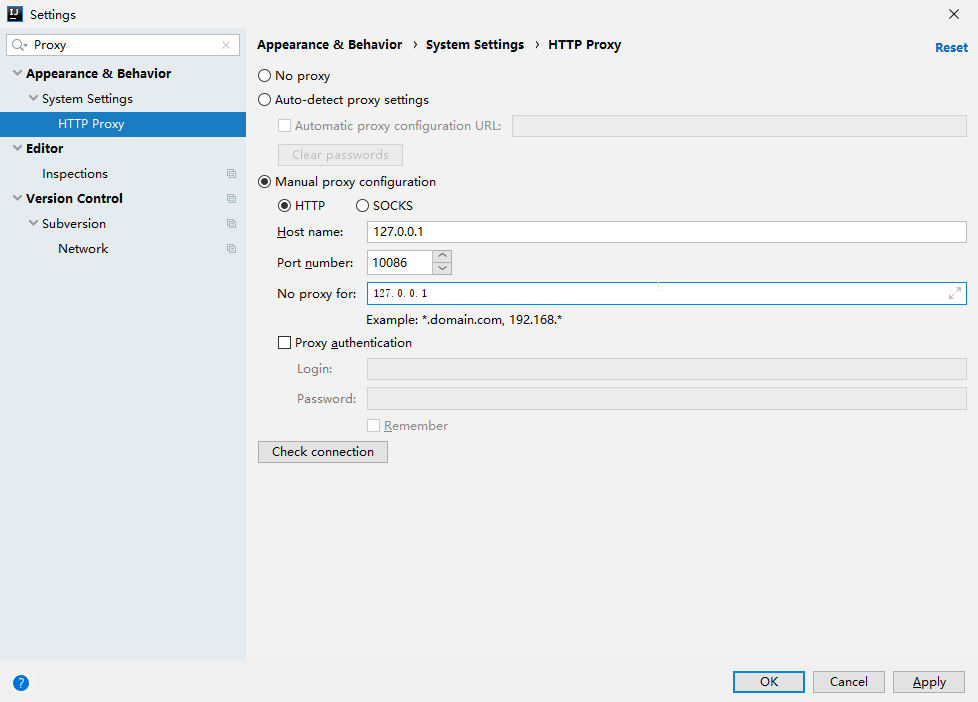 IJ Settings
Proxy
Appearance & Behavior
System Settings
HTTP Proxy
Editor
Inspections
Version Control
Subversion
Network
Appearance & Behavior › System Settings › HTTP Proxy
Reset
No proxy
Auto-detect proxy settings
Automatic proxy configuration URL:
Clear passwords
Manual proxy configuration
HTTP SOCKS
Host name: 127.0.0.1
Port number: 10086
No proxy for: 127.0.0.1
Example: *.domain.com, 192.168.*
Proxy authentication
Login:
Password:
Remember
Check connection
? OK Cancel Apply